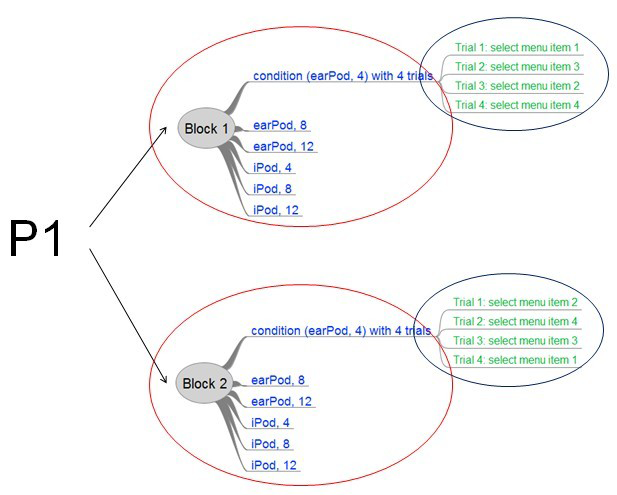 P1
Block 1
condition (earPod, 4) with 4 trials
Trial 1: select menu item 1
Trial 2: select menu item 3
Trial 3: select menu item 2
Trial 4: select menu item 4
earPod, 8
earPod, 12
iPod, 4
iPod, 8
iPod, 12
Block 2
condition (earPod, 4) with 4 trials
Trial 1: select menu item 2
Trial 2: select menu item 4
Trial 3: select menu item 3
Trial 4: select menu item 1
earPod, 8
earPod, 12
iPod, 4
iPod, 8
iPod, 12